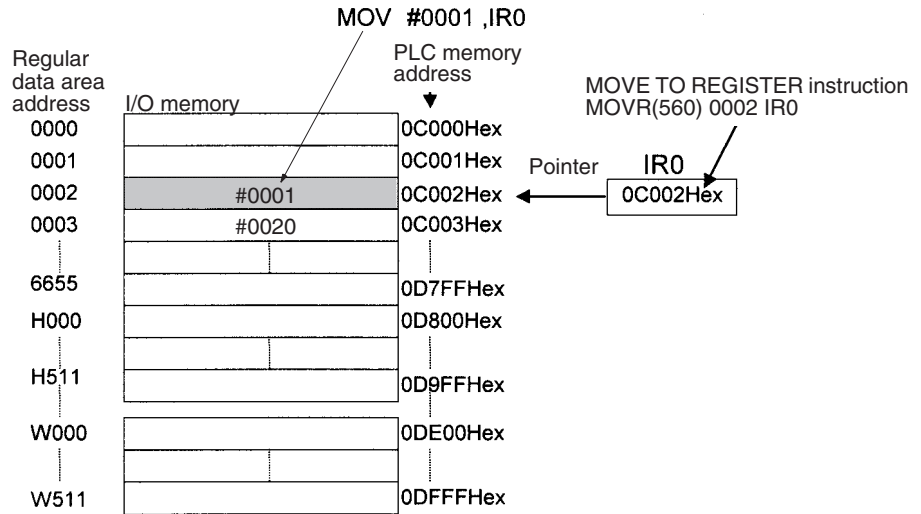 MOV #0001 ,IR0
Regular
data area
address
I/O memory
PLC memory
address
MOVE TO REGISTER instruction
MOVR(560) 0002 IR0
0000
0C000Hex
0001
0C001Hex
Pointer
IR0
0002
#0001
0C002Hex
0C002Hex
0003
#0020
0C003Hex
6655
0D7FFHex
H000
0D800Hex
H511
0D9FFHex
W000
0DE00Hex
W511
0DFFFHex